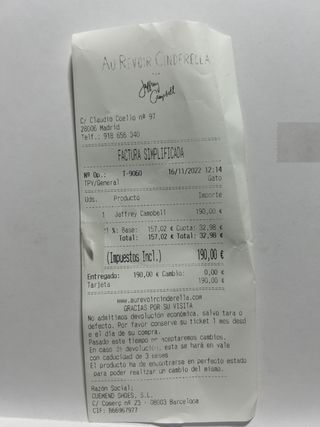 AU REVOIR CINDERELLA
Jeffrey
Campbell
C/ Claudio Coello nº 97
28006 Madrid
Telf.: 918 656 340
FACTURA SIMPLIFICADA
Nº Op.: T-9060 16/11/2022 12:14
TPV/General Gato
Uds. Producto Importe
1 Jaffrey Campbell 190,00 €
21 %: Base: 157,02 € Cuota: 32,98 €
Total: 157,02 € Total: 32,98 €
(Impuestos Incl.) 190,00 €
Entregado: 190,00 € Cambio: 0,00 €
Tarjeta 190,00 €
www.aurevoircinderella.com
GRACIAS POR SU VISITA
No admitimos devolución económica, salvo tara o
defecto. Por favor conserve su ticket 1 mes desd
e el día de su compra.
Pasado este tiempo no aceptaremos cambios.
En caso de devolución, esta se hará en vale
con caducidad de 3 meses
El producto ha de encontrarse en perfecto estado
para poder realizar un cambio del mismo.
Razón Social:
CUEMEND SHOES, S.L.
C/ Comerç nº 23 - 08003 Barcelona
CIF: B66967977